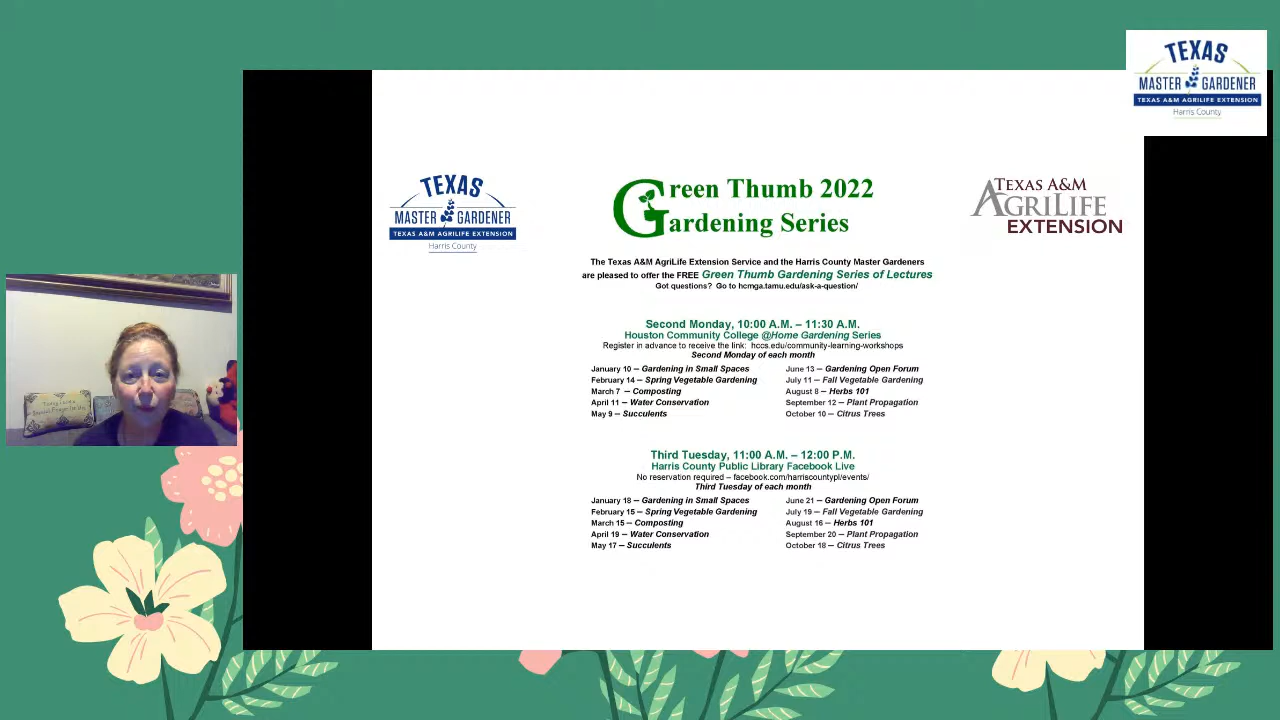 TEXAS
MASTER GARDENER
TEXAS A&M AGRILIFE EXTENSION
Harris County
TEXAS
MASTER GARDENER
TEXAS A&M AGRILIFE EXTENSION
Harris County
Green Thumb 2022
Gardening Series
TEXAS A&M
AGRILIFE
EXTENSION
The Texas A&M AgriLife Extension Service and the Harris County Master Gardeners
are pleased to offer the FREE Green Thumb Gardening Series of Lectures
Got questions? Go to hcmga.tamu.edu/ask-a-question/
Second Monday, 10:00 A.M. – 11:30 A.M.
Houston Community College @Home Gardening Series
Register in advance to receive the link: hccs.edu/community-learning-workshops
Second Monday of each month
January 10 – Gardening in Small Spaces
February 14 – Spring Vegetable Gardening
March 7 – Composting
April 11 – Water Conservation
May 9 – Succulents
June 13 – Gardening Open Forum
July 11 – Fall Vegetable Gardening
August 8 – Herbs 101
September 12 – Plant Propagation
October 10 – Citrus Trees
Third Tuesday, 11:00 A.M. – 12:00 P.M.
Harris County Public Library Facebook Live
No reservation required – facebook.com/harriscountypl/events/
Third Tuesday of each month
January 18 – Gardening in Small Spaces
February 15 – Spring Vegetable Gardening
March 15 – Composting
April 19 – Water Conservation
May 17 – Succulents
June 21 – Gardening Open Forum
July 19 – Fall Vegetable Gardening
August 16 – Herbs 101
September 20 – Plant Propagation
October 18 – Citrus Trees